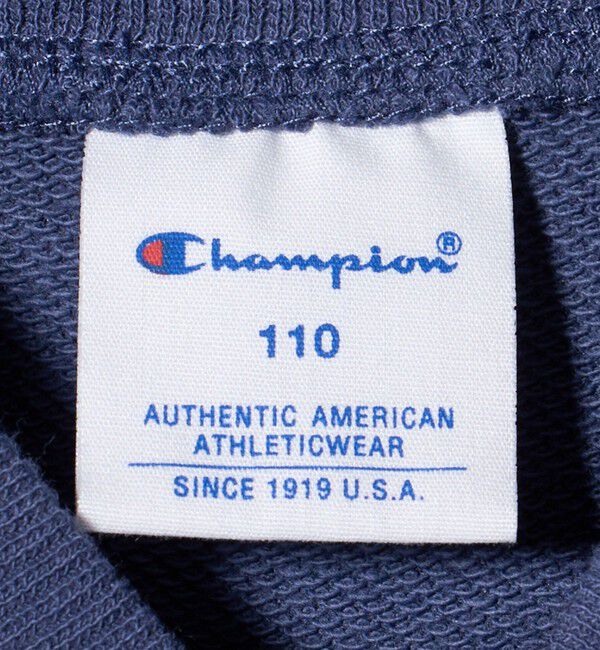 Champion®
110
AUTHENTIC AMERICAN
ATHLETICWEAR
SINCE 1919 U.S.A.